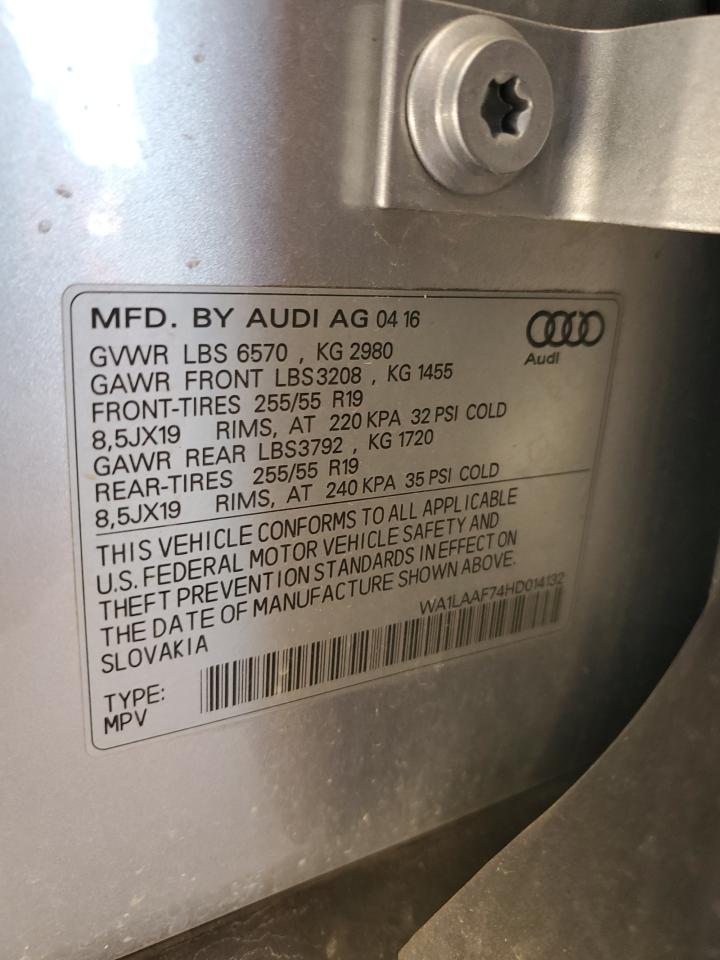 MFD. BY AUDI AG 04 16
Audi
GVWR LBS 6570 , KG 2980
GAWR FRONT LBS3208 , KG 1455
FRONT-TIRES 255/55 R19
8,5JX19 RIMS, AT 220 KPA 32 PSI COLD
GAWR REAR LBS3792 , KG 1720
REAR-TIRES 255/55 R19
8,5JX19 RIMS, AT 240 KPA 35 PSI COLD
THIS VEHICLE CONFORMS TO ALL APPLICABLE
U.S. FEDERAL MOTOR VEHICLE SAFETY AND
THEFT PREVENTION STANDARDS IN EFFECT ON
THE DATE OF MANUFACTURE SHOWN ABOVE.
SLOVAKIA
WA1LAAF74HD014132
TYPE:
MPV